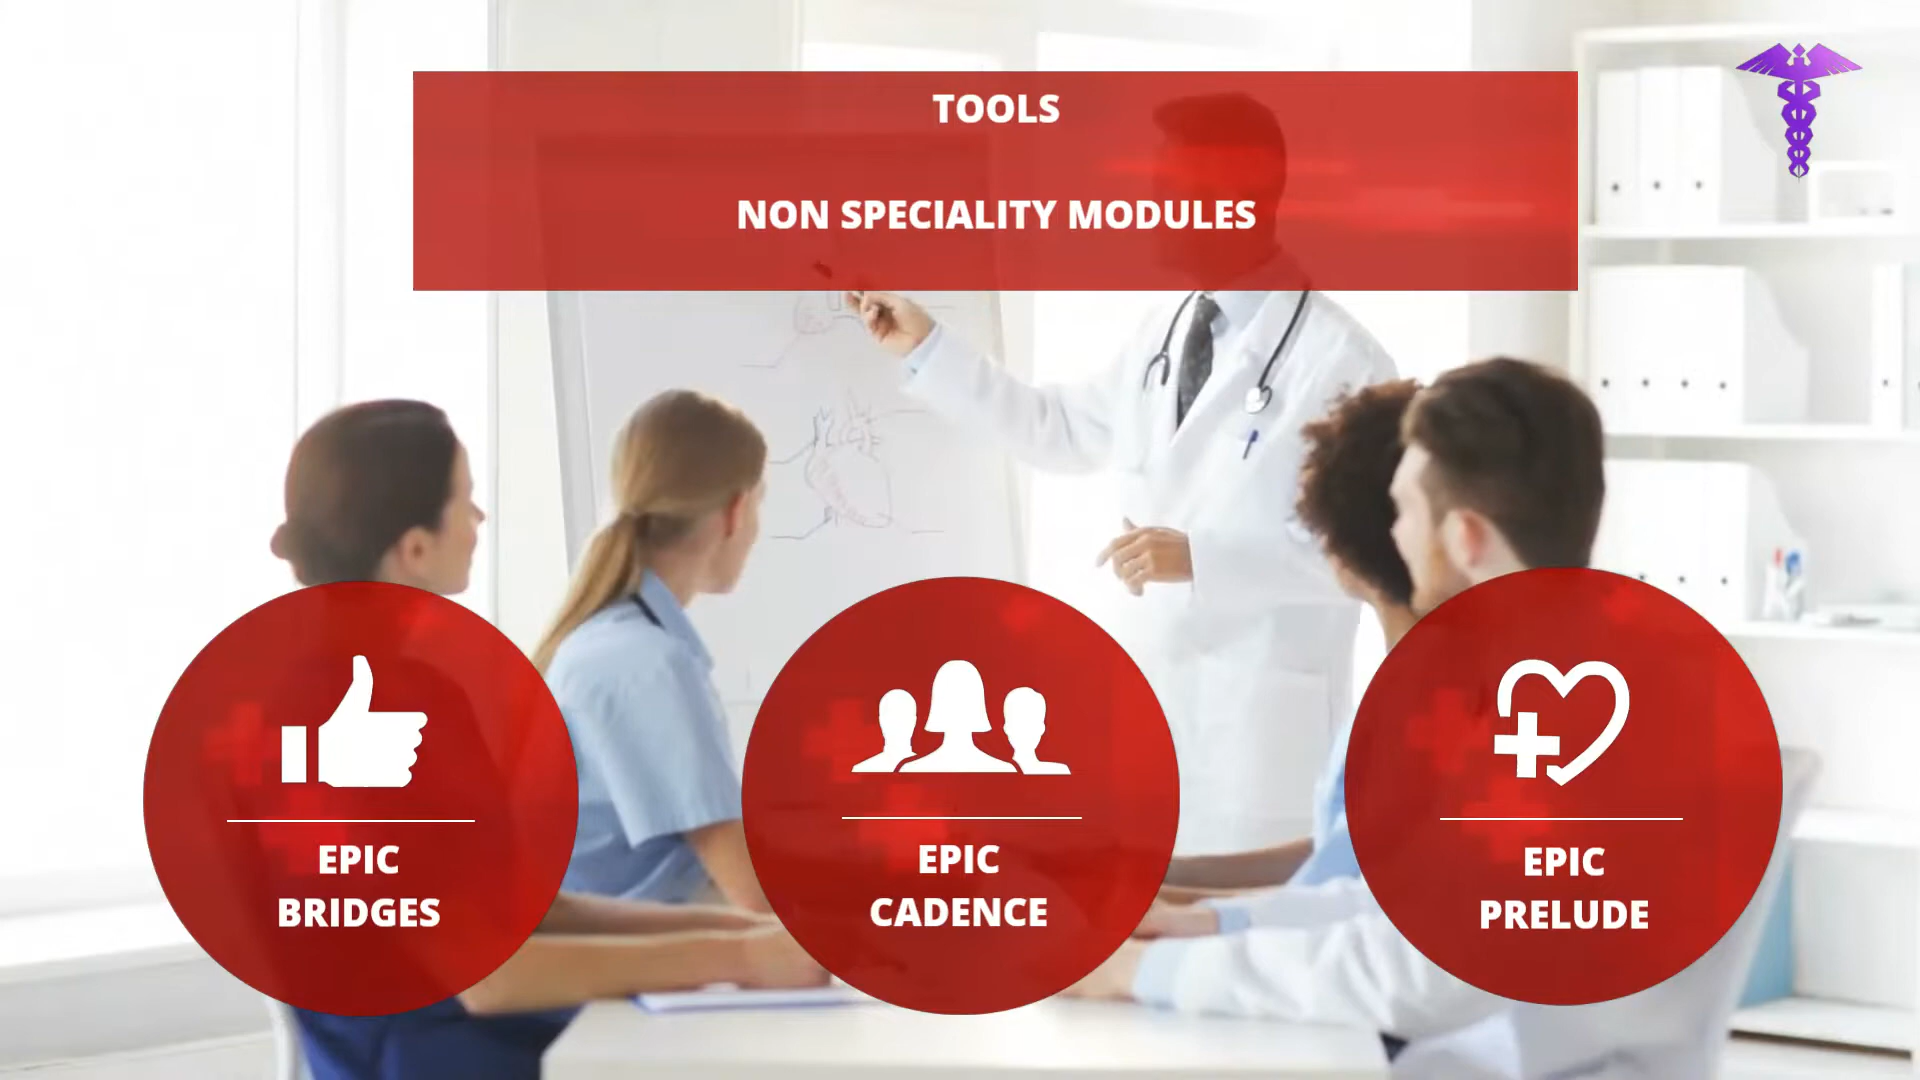 TOOLS
NON SPECIALITY MODULES
EPIC
BRIDGES
EPIC
CADENCE
EPIC
PRELUDE